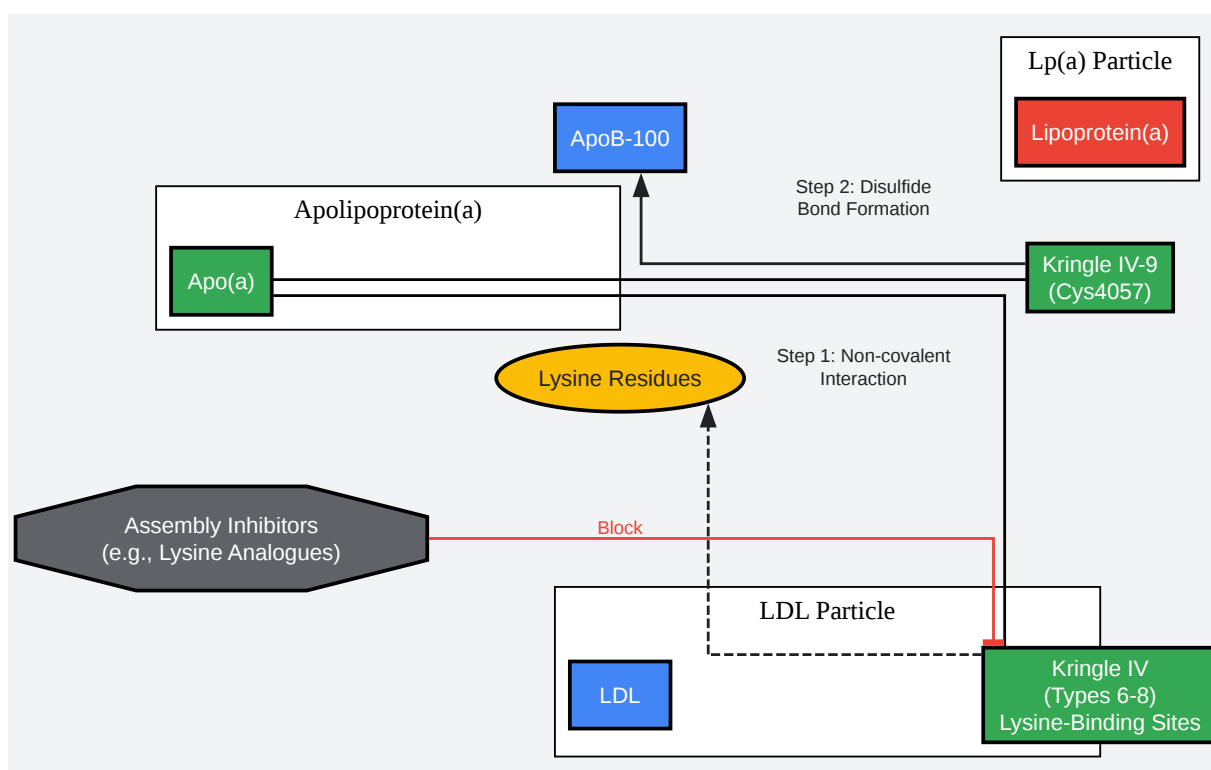 Lp(a) Particle
Lipoprotein(a)
ApoB-100
Step 2: Disulfide
Bond Formation
Apolipoprotein(a)
Apo(a)
Kringle IV-9
(Cys4057)
Step 1: Non-covalent
Interaction
Lysine Residues
Assembly Inhibitors
(e.g., Lysine Analogues)
Block
LDL Particle
LDL
Kringle IV
(Types 6-8)
Lysine-Binding Sites